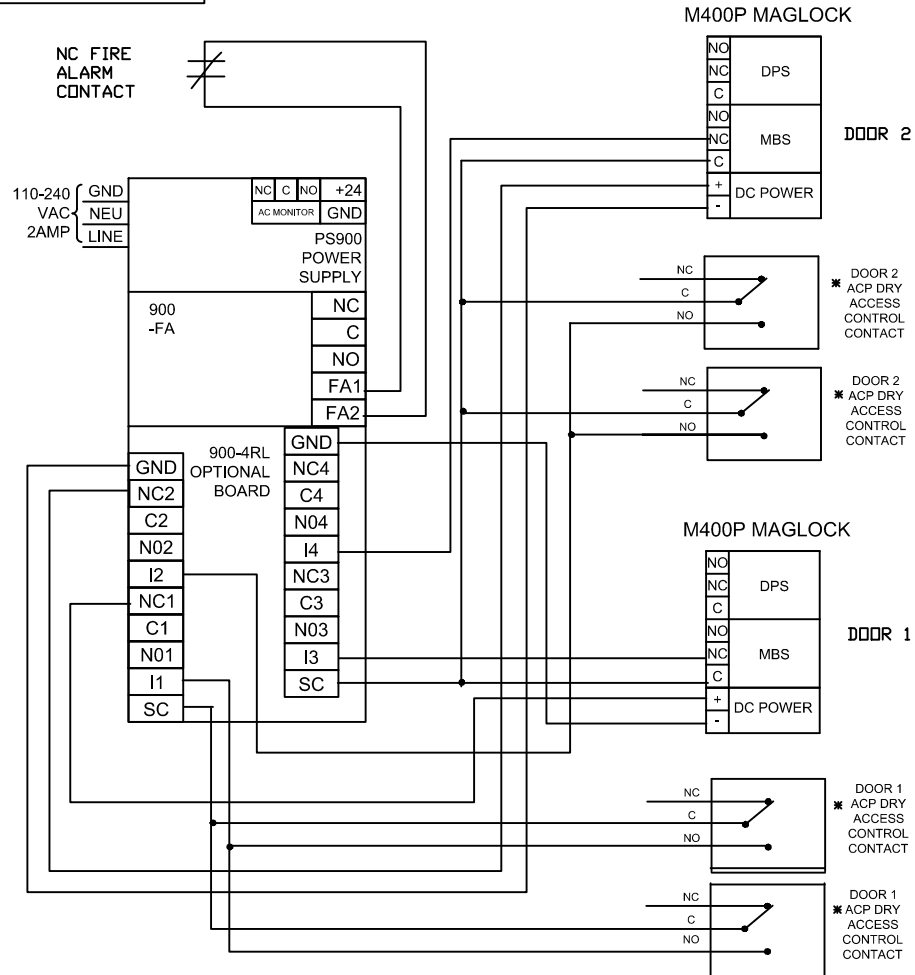 M400P MAGLOCK
NC FIRE
ALARM
CONTACT
NO
NC
C
DPS
NO
NC
C
MBS
+
-
DC POWER
DOOR 2
110-240
VAC
2AMP
GND
NEU
LINE
NC C NO +24
AC MONITOR GND
PS900
POWER
SUPPLY
900
-FA
NC
C
NO
FA1
FA2
NC
C
NO
* DOOR 2
ACP DRY
ACCESS
CONTROL
CONTACT
NC
C
NO
DOOR 2
* ACP DRY
ACCESS
CONTROL
CONTACT
900-4RL
OPTIONAL
BOARD
GND
NC2
C2
N02
I2
NC1
C1
N01
I1
SC
GND
NC4
C4
N04
I4
NC3
C3
N03
I3
SC
M400P MAGLOCK
NO
NC
C
DPS
NO
NC
C
MBS
+
-
DC POWER
DOOR 1
NC
C
NO
DOOR 1
* ACP DRY
ACCESS
CONTROL
CONTACT
NC
C
NO
DOOR 1
* ACP DRY
ACCESS
CONTROL
CONTACT